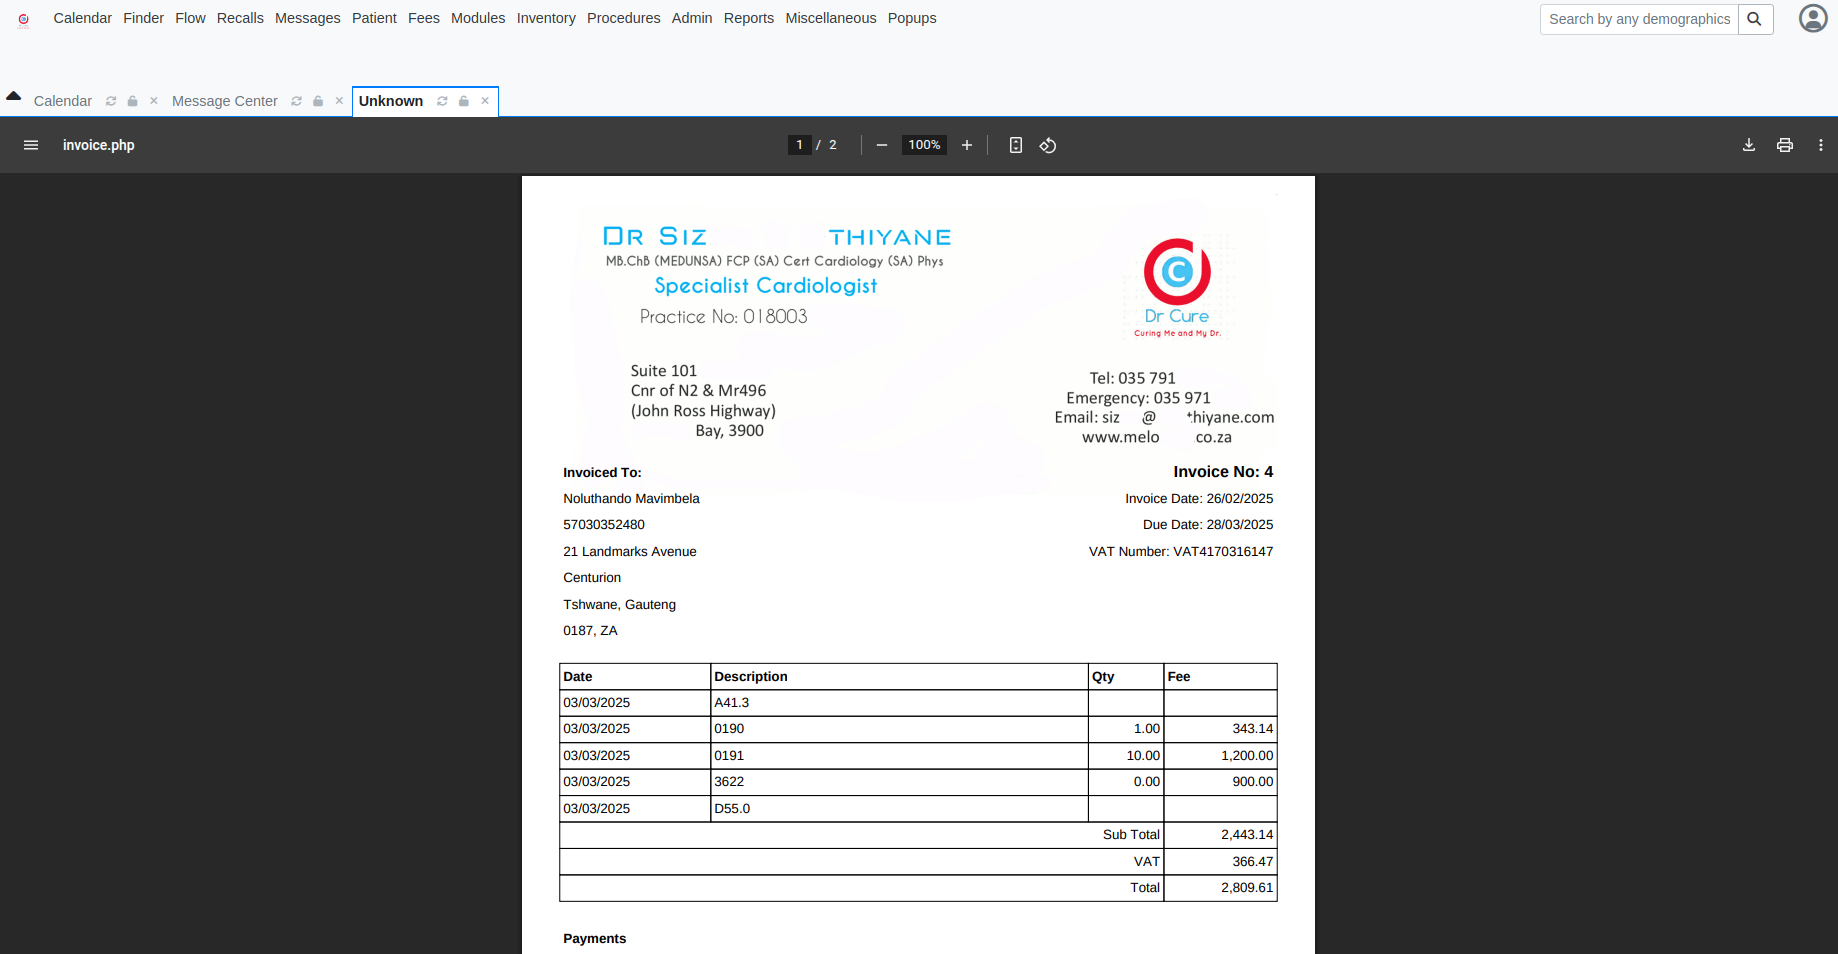 Calendar Finder Flow Recalls Messages Patient Fees Modules Inventory Procedures Admin Reports Miscellaneous Popups
Search by any demographics
Calendar Message Center Unknown
invoice.php
1 / 2
100%
DR SIZ THIYANE
MB.ChB (MEDUNSA) FCP (SA) Cert Cardiology (SA) Phys
Specialist Cardiologist
Practice No: 018003
C
Dr Cure
Curing Me and My Dr.
Suite 101
Cnr of N2 & Mr496
(John Ross Highway)
Bay, 3900
Tel: 035 791
Emergency: 035 971
Email: siz @ thiyane.com
www.melo .co.za
Invoiced To:
Noluthando Mavimbela
57030352480
21 Landmarks Avenue
Centurion
Tshwane, Gauteng
0187, ZA
Invoice No: 4
Invoice Date: 26/02/2025
Due Date: 28/03/2025
VAT Number: VAT4170316147
Date Description Qty Fee
03/03/2025 A41.3
03/03/2025 0190 1.00 343.14
03/03/2025 0191 10.00 1,200.00
03/03/2025 3622 0.00 900.00
03/03/2025 D55.0
Sub Total 2,443.14
VAT 366.47
Total 2,809.61
Payments